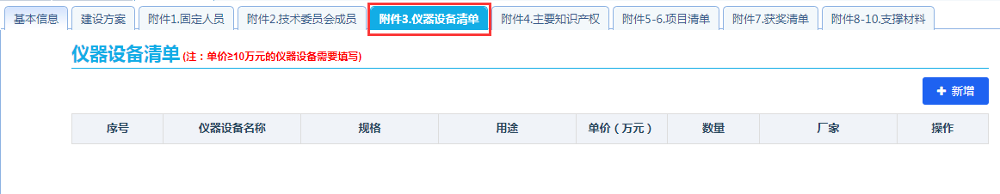 基本信息 建设方案 附件1.固定人员 附件2.技术委员会成员 附件3.仪器设备清单 附件4.主要知识产权 附件5-6.项目清单 附件7.获奖清单 附件8-10.支撑材料
仪器设备清单 (注：单价≥10万元的仪器设备需要填写)
新增
序号 仪器设备名称 规格 用途 单价（万元） 数量 厂家 操作